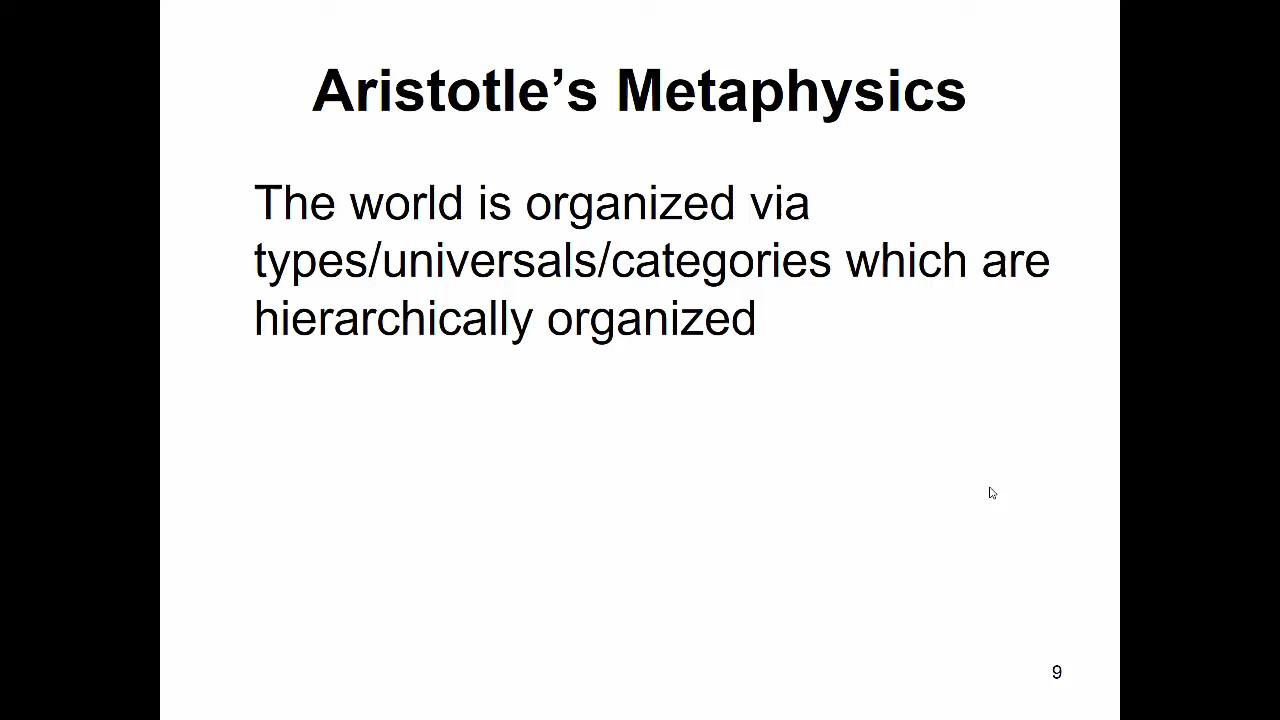 Aristotle’s Metaphysics
The world is organized via
types/universals/categories which are
hierarchically organized
9